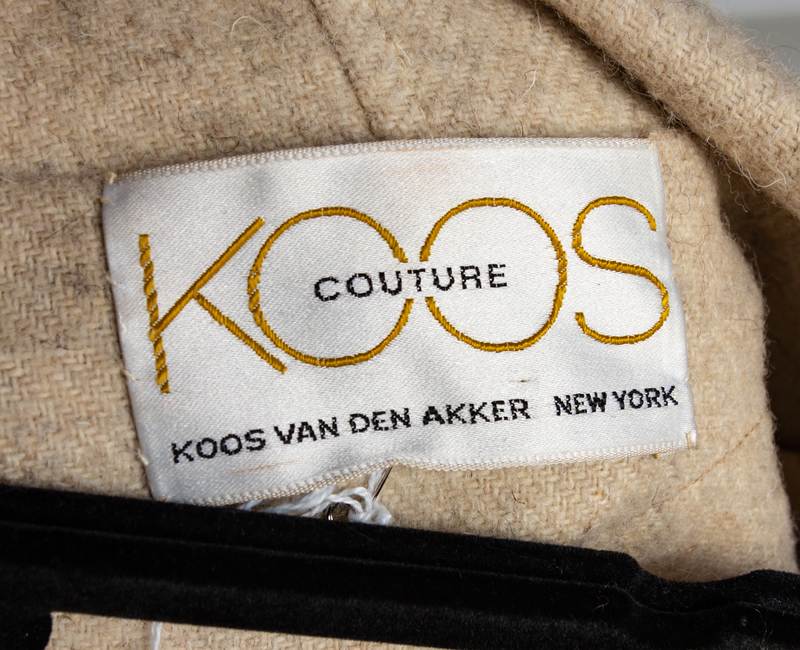 KOOS
COUTURE
KOOS VAN DEN AKKER NEW YORK